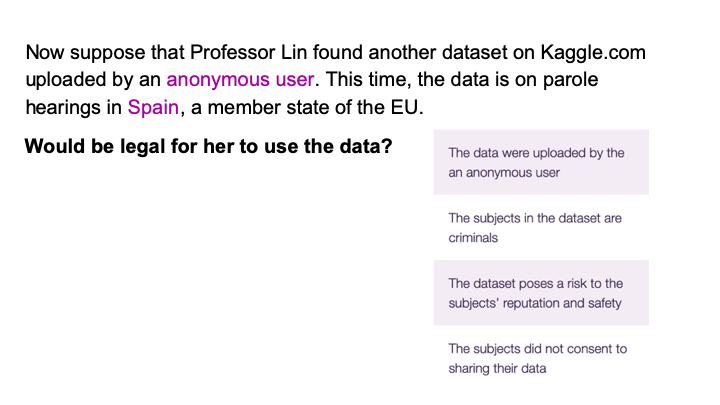 Now suppose that Professor Lin found another dataset on Kaggle.com
uploaded by an anonymous user. This time, the data is on parole
hearings in Spain, a member state of the EU.
Would be legal for her to use the data?
The data were uploaded by the
an anonymous user
The subjects in the dataset are
criminals
The dataset poses a risk to the
subjects' reputation and safety
The subjects did not consent to
sharing their data